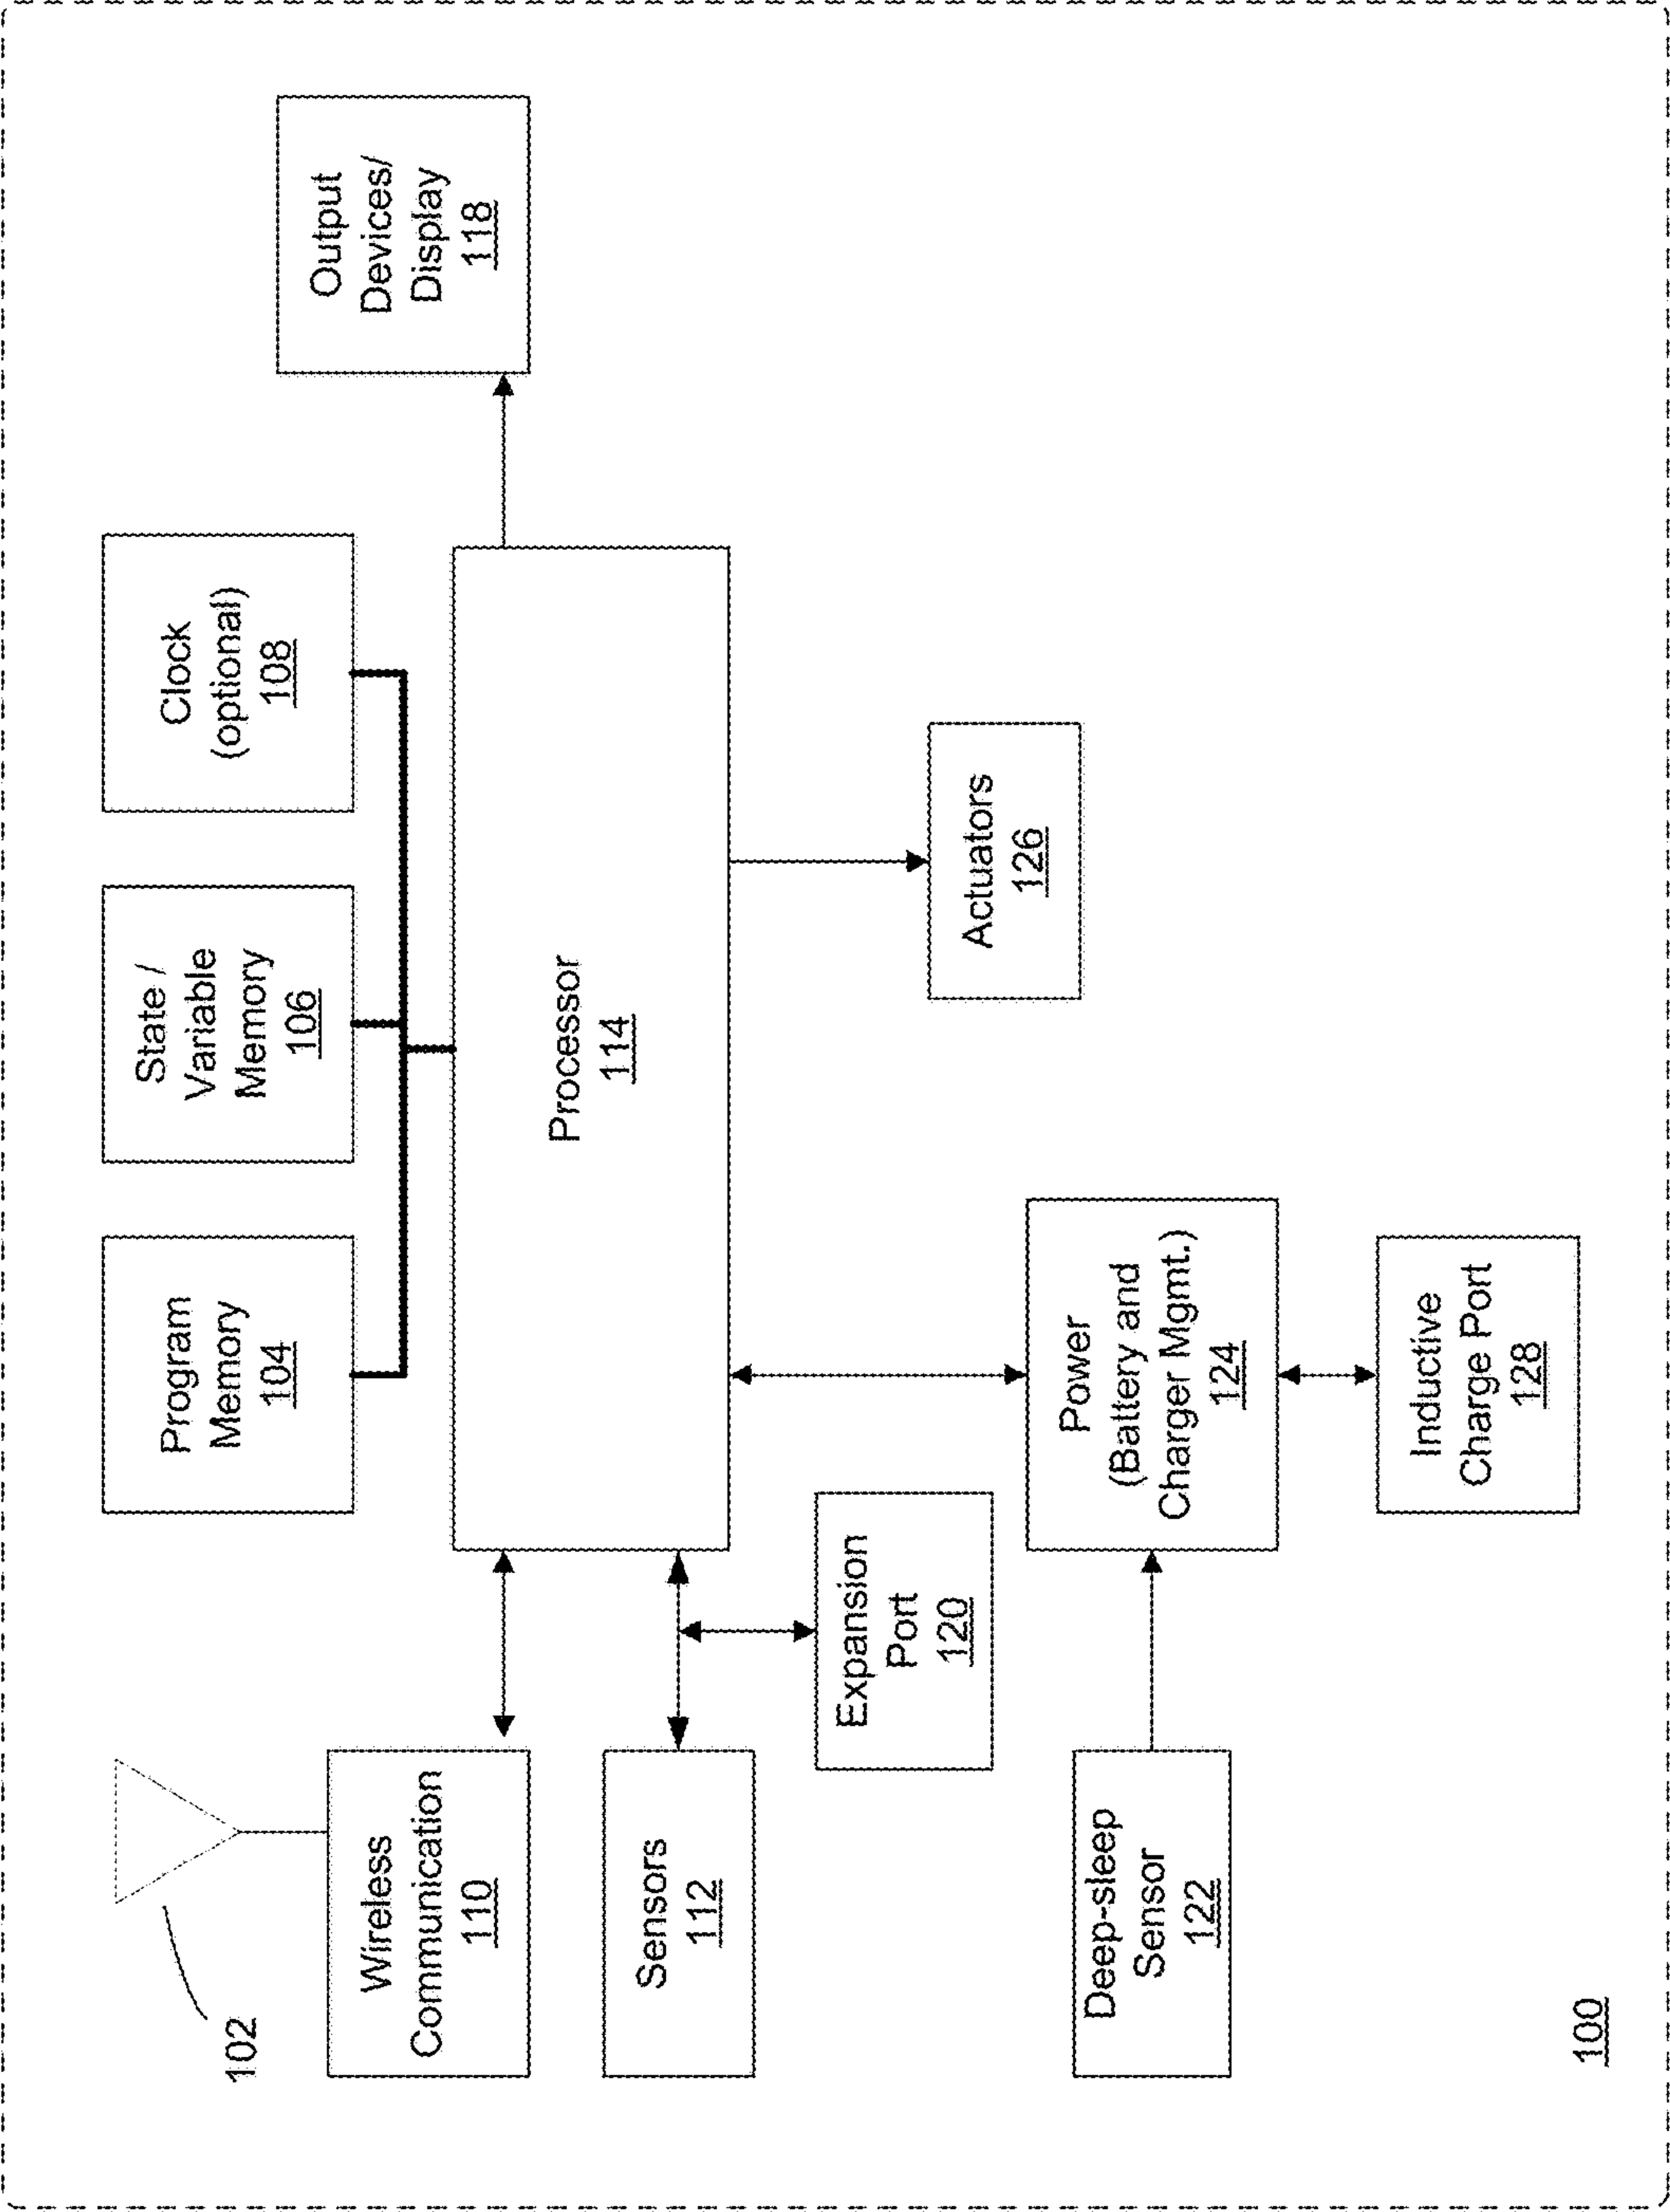 102
Program
Memory
104
State /
Variable
Memory
106
Clock
(optional)
108
Wireless
Communication
110
Output
Devices/
Display
118
Processor
114
Sensors
112
Expansion
Port
120
Actuators
126
Deep-sleep
Sensor
122
Power
(Battery and
Charger Mgmt.)
124
Inductive
Charge Port
128
100